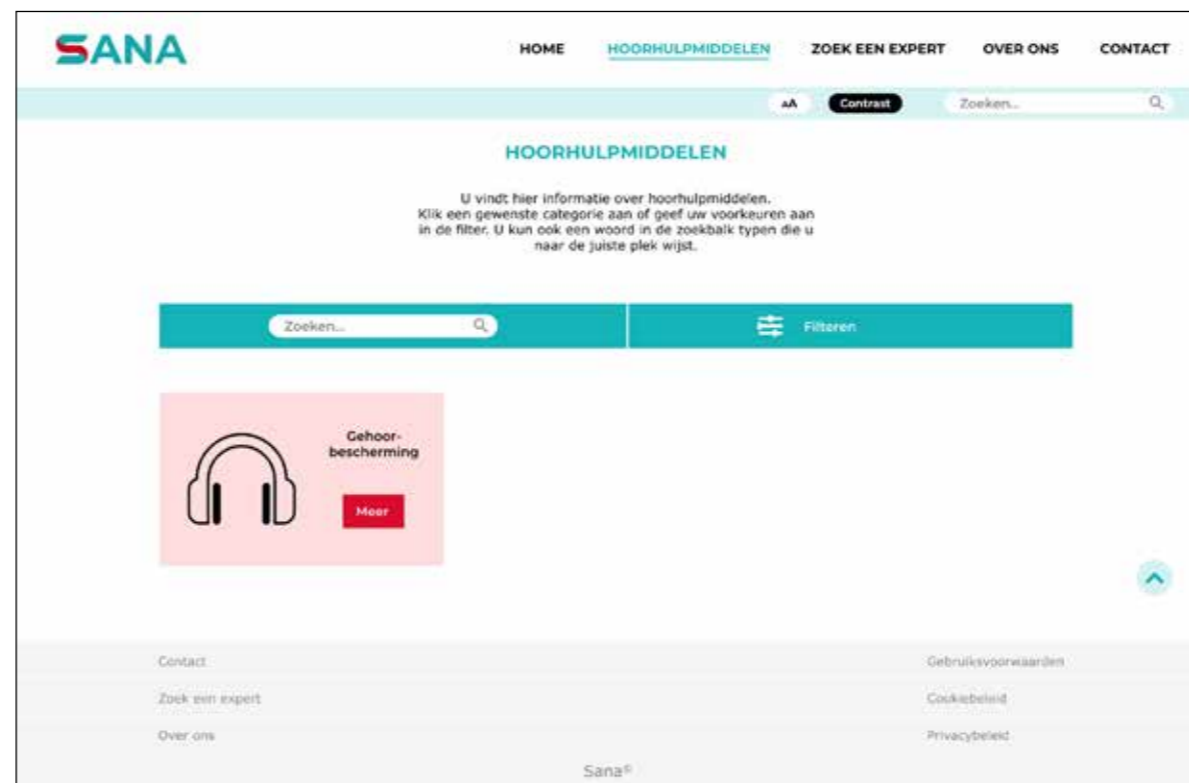 SANA
HOME HOORHULPMIDDELEN ZOEK EEN EXPERT OVER ONS CONTACT
AA Contrast Zoeken...
HOORHULPMIDDELEN
U vindt hier informatie over hoorhulpmiddelen.
Klik een gewenste categorie aan of geef uw voorkeuren aan
in de filter. U kun ook een woord in de zoekbalk typen die u
naar de juiste plek wijst.
Zoeken... Filteren
Gehoor-
bescherming
Meer
Contact Gebruiksvoorwaarden
Zoek een expert Cookiebeleid
Over ons Privacybeleid
Sana©